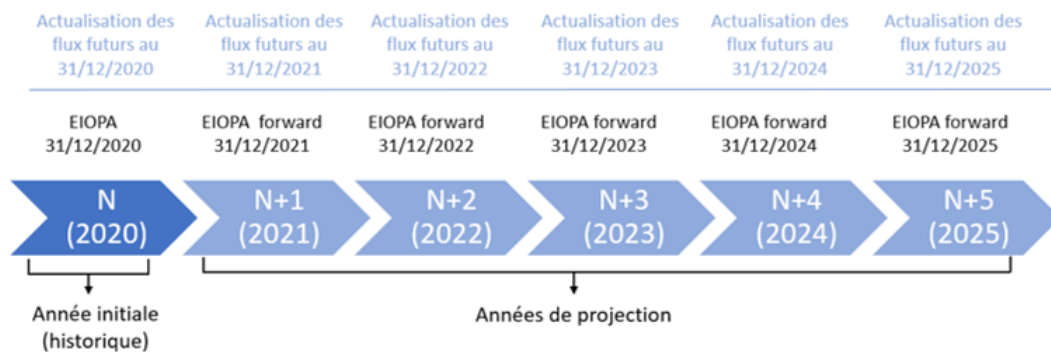 Actualisation des flux futurs au 31/12/2020
Actualisation des flux futurs au 31/12/2021
Actualisation des flux futurs au 31/12/2022
Actualisation des flux futurs au 31/12/2023
Actualisation des flux futurs au 31/12/2024
Actualisation des flux futurs au 31/12/2025
EIOPA 31/12/2020
EIOPA forward 31/12/2021
EIOPA forward 31/12/2022
EIOPA forward 31/12/2023
EIOPA forward 31/12/2024
EIOPA forward 31/12/2025
N (2020)
N+1 (2021)
N+2 (2022)
N+3 (2023)
N+4 (2024)
N+5 (2025)
Année initiale (historique)
Années de projection